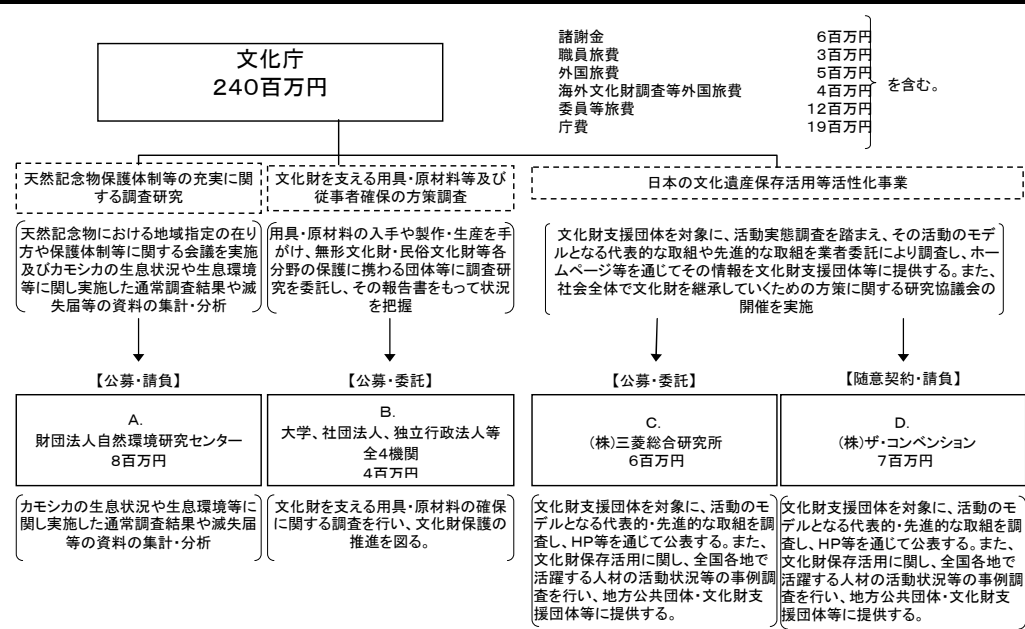 文化庁
240百万円
諸謝金 6百万円
職員旅費 3百万円
外国旅費 5百万円
海外文化財調査等外国旅費 4百万円
委員等旅費 12百万円
庁費 19百万円
を含む。
天然記念物保護体制等の充実に関
する調査研究
文化財を支える用具・原材料等及び
従事者確保の方策調査
日本の文化遺産保存活用等活性化事業
天然記念物における地域指定の在り
方や保護体制等に関する会議を実施
及びカモシカの生息状況や生息環境
等に関し実施した通常調査結果や滅
失届等の資料の集計・分析
用具・原材料の入手や製作・生産を手
がけ、無形文化財・民俗文化財等各
分野の保護に携わる団体等に調査研
究を委託し、その報告書をもって状況
を把握
文化財支援団体を対象に、活動実態調査を踏まえ、その活動のモデ
ルとなる代表的な取組や先進的な取組を業者委託により調査し、ホー
ムページ等を通じてその情報を文化財支援団体等に提供する。また、
社会全体で文化財を継承していくための方策に関する研究協議会の
開催を実施
【公募・請負】
【公募・委託】
【公募・委託】
【随意契約・請負】
A.
財団法人自然環境研究センター
8百万円
B.
大学、社団法人、独立行政法人等
全4機関
4百万円
C.
(株)三菱総合研究所
6百万円
D.
(株)ザ・コンベンション
7百万円
カモシカの生息状況や生息環境等に
関し実施した通常調査結果や滅失届
等の資料の集計・分析
文化財を支える用具・原材料の確保
に関する調査を行い、文化財保護の
推進を図る。
文化財支援団体を対象に、活動のモ
デルとなる代表的・先進的な取組を調
査し、HP等を通じて公表する。また、
文化財保存活用に関し、全国各地で
活躍する人材の活動状況等の事例調
査を行い、地方公共団体・文化財支
援団体等に提供する。
文化財支援団体を対象に、活動のモ
デルとなる代表的・先進的な取組を調
査し、HP等を通じて公表する。また、
文化財保存活用に関し、全国各地で
活躍する人材の活動状況等の事例調
査を行い、地方公共団体・文化財支
援団体等に提供する。